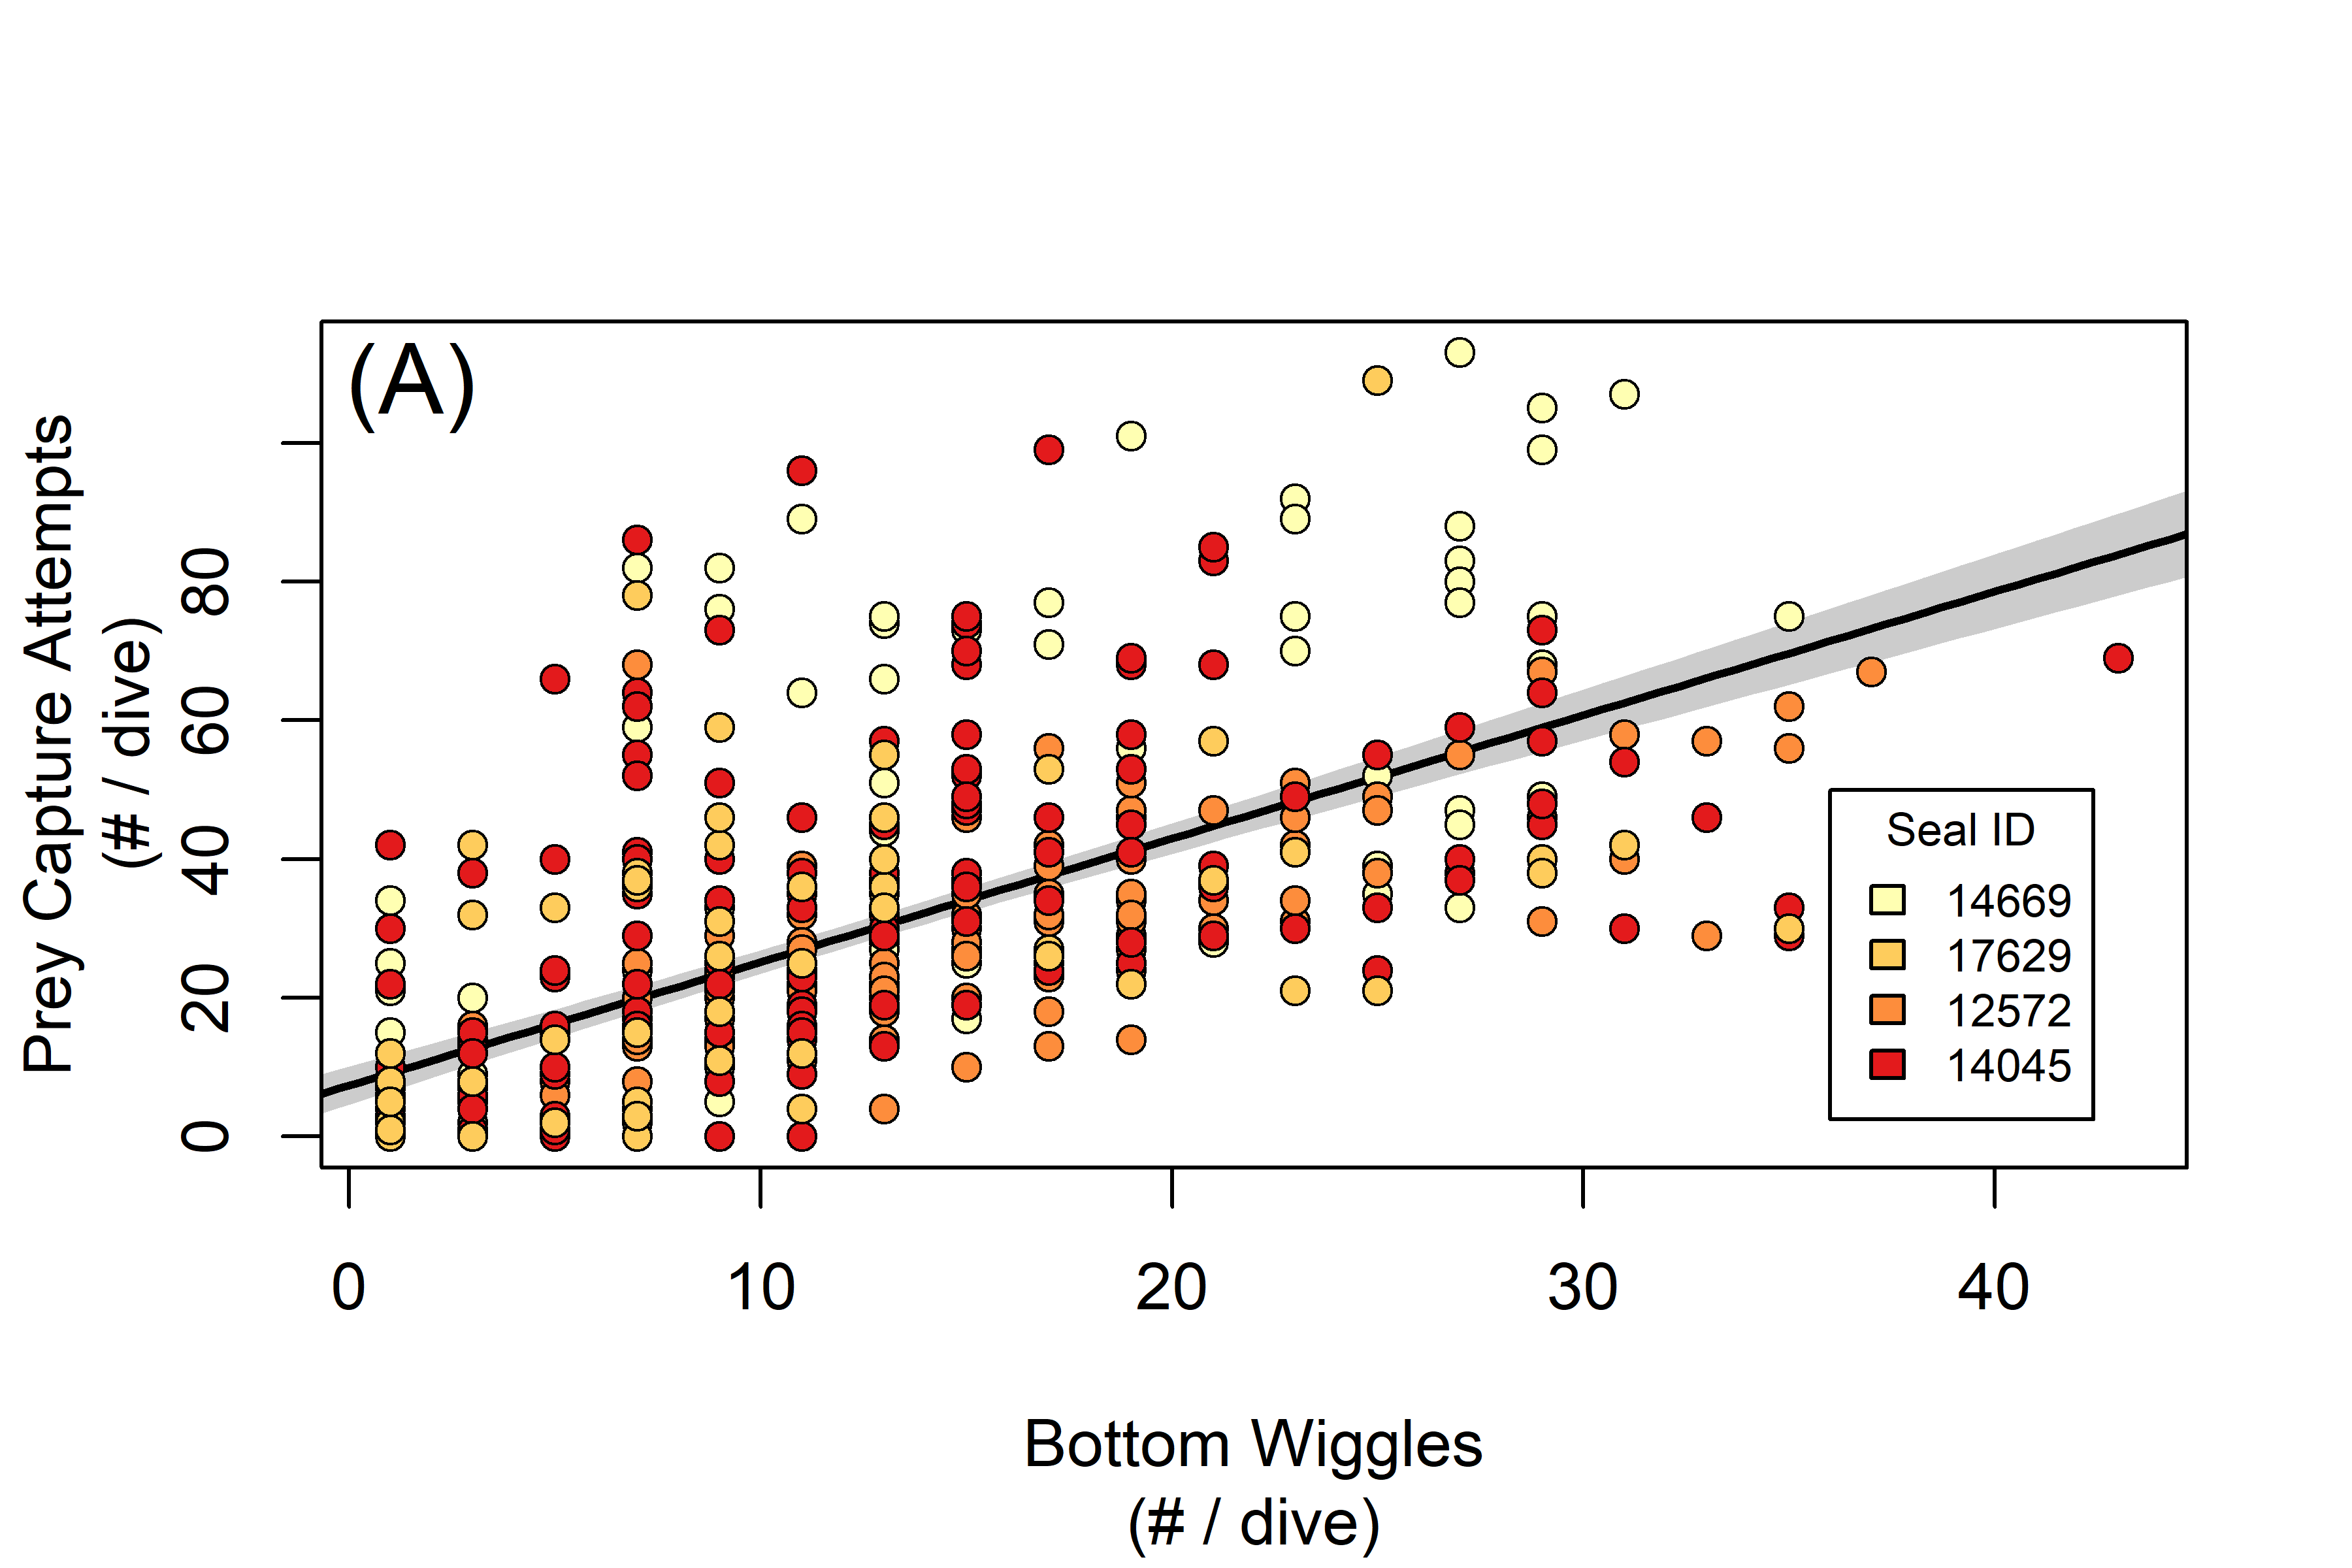 (A)
Prey Capture Attempts
(# / dive)
80
60
40
20
0
Seal ID
14669
17629
12572
14045
0 10 20 30 40
Bottom Wiggles
(# / dive)